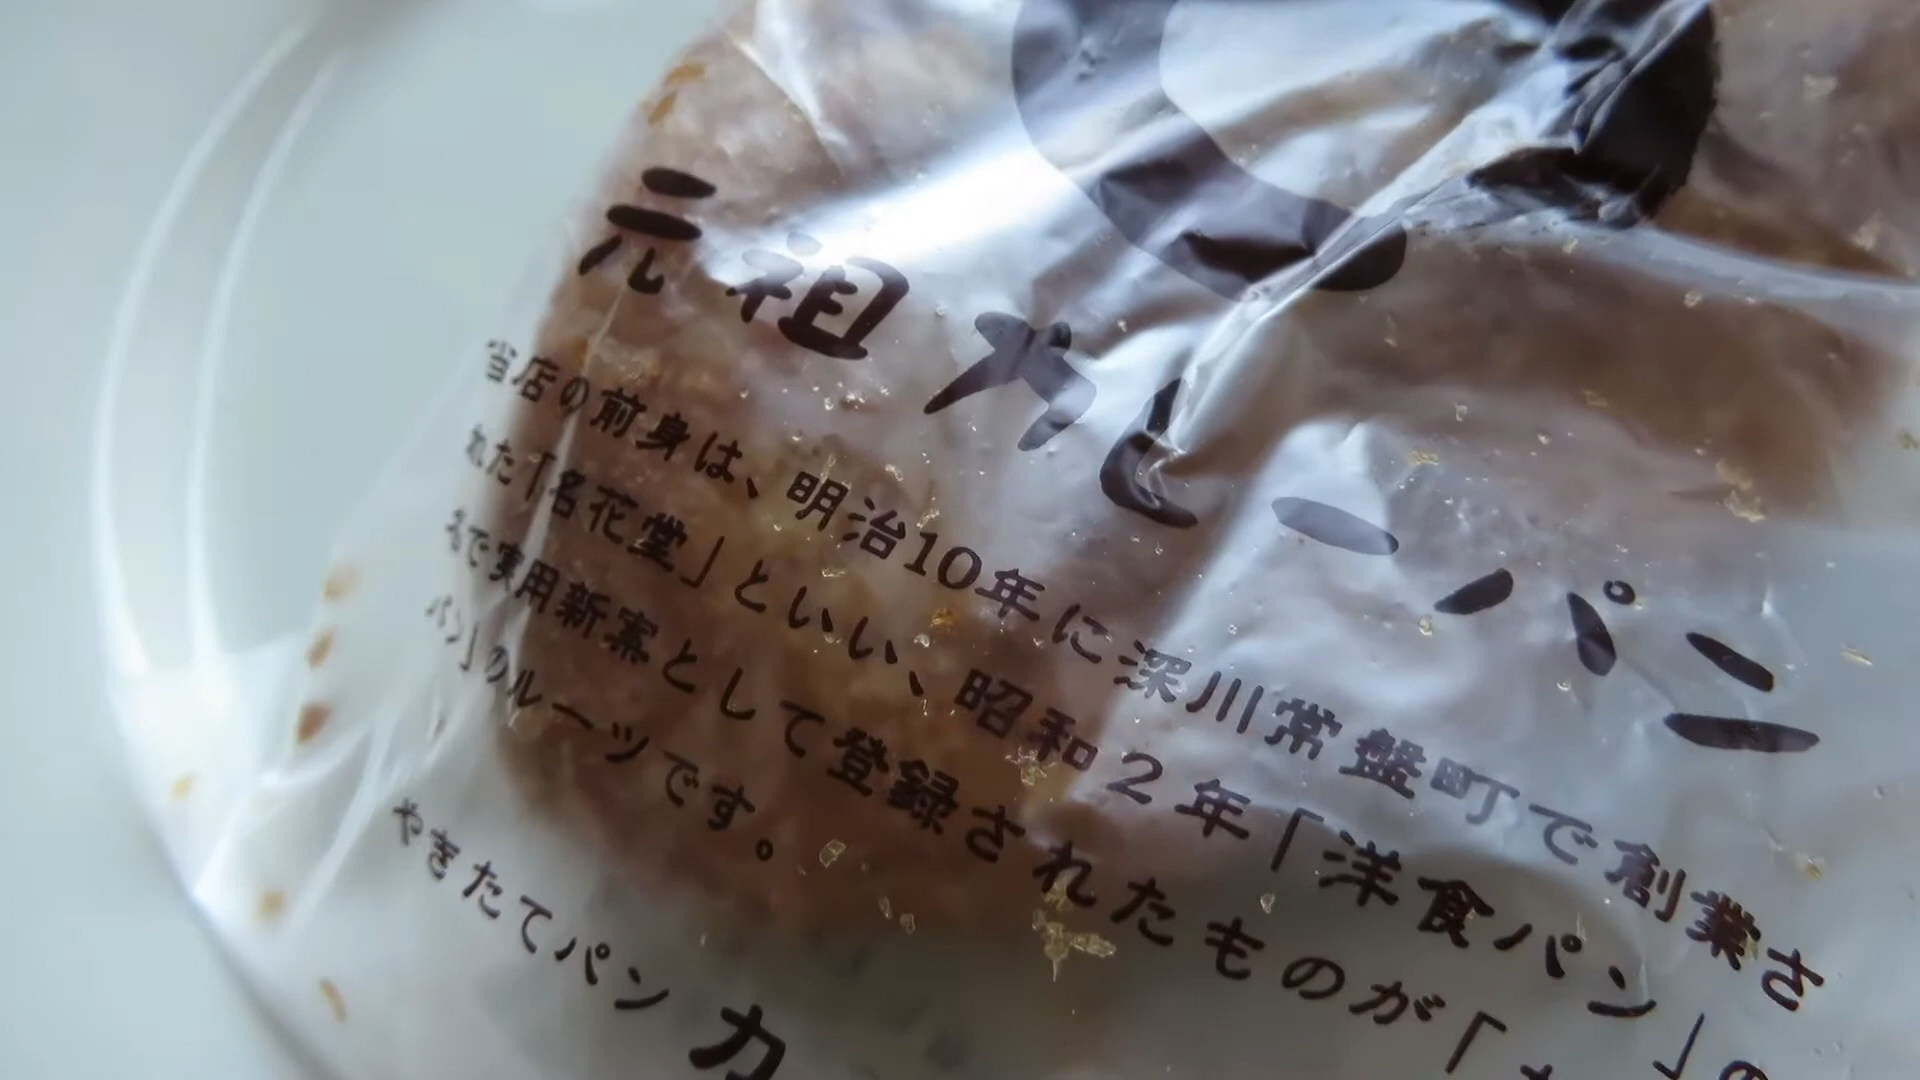 元祖カレーパン
当店の前身は、明治10年に深川常盤町で創業さ
れた「名花堂」といい、昭和2年「洋食パン」の
名で実用新案として登録されたものが「カ
パン」のルーツです。
やきたてパン カ